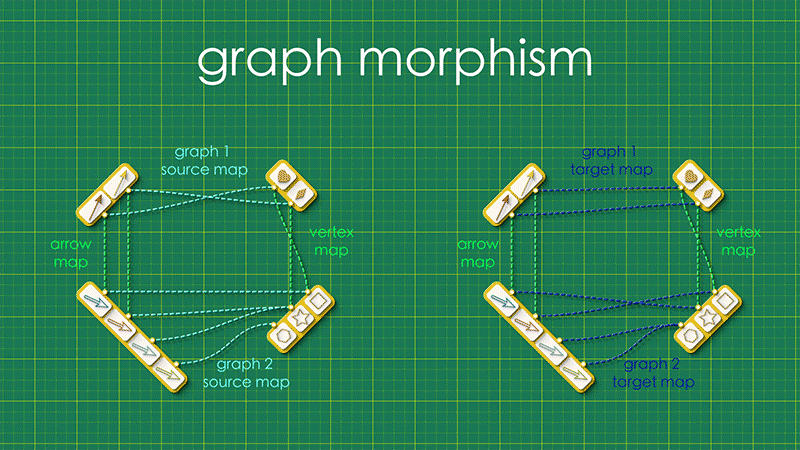 graph morphism
graph 1
source map
graph 1
target map
arrow
map
vertex
map
arrow
map
vertex
map
graph 2
source map
graph 2
target map